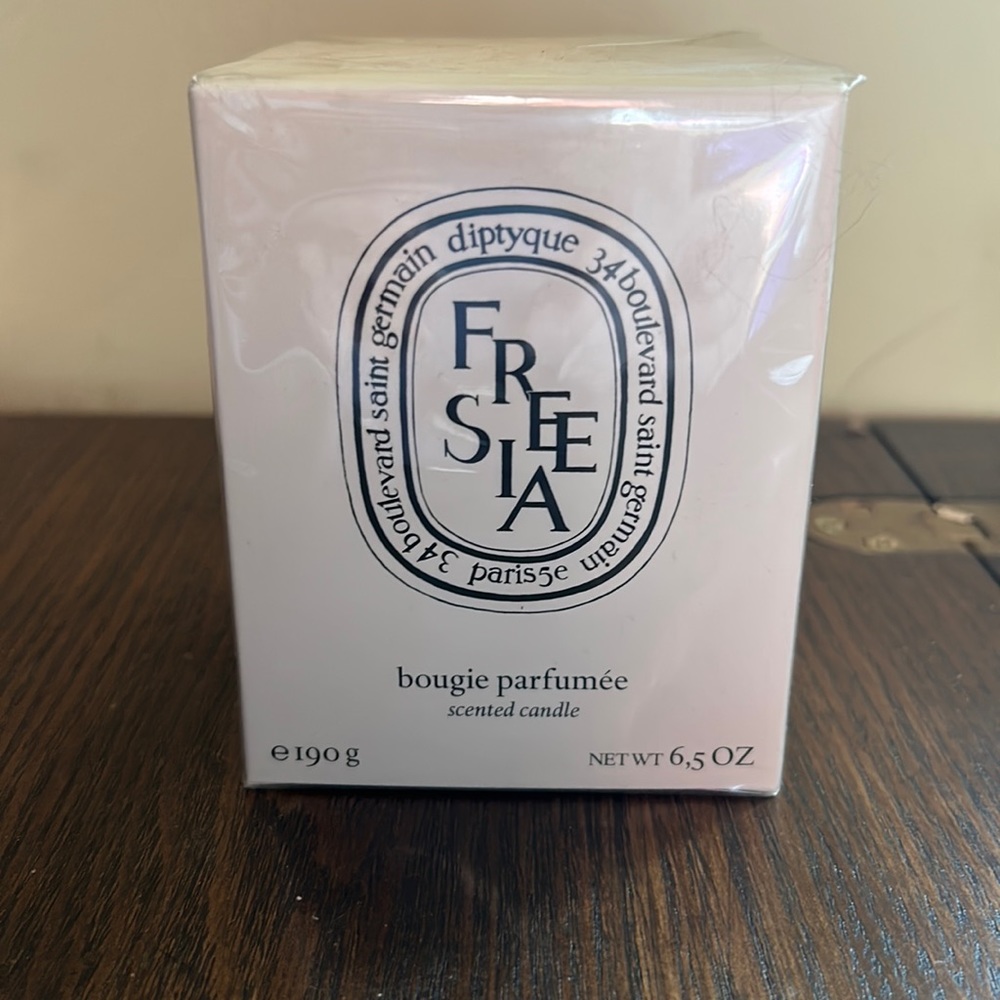 diptyque 34 boulevard saint germain paris 5e 34 boulevard saint germain
FREESIA
bougie parfumée
scented candle
℮ 190 g
NET WT 6,5 OZ